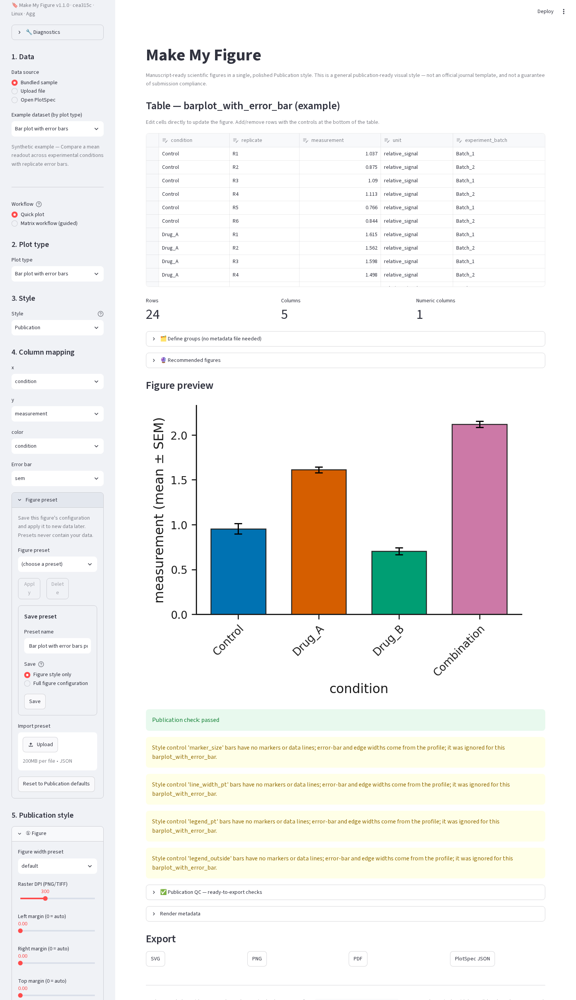 🔖 Make My Figure v1.1.0 · cea315c ·
Linux · Agg
🔧 Diagnostics
1. Data
Data source
Bundled sample
Upload file
Open PlotSpec
Example dataset (by plot type)
Bar plot with error bars
Synthetic example — Compare a mean
readout across experimental conditions
with replicate error bars.
Workflow
Quick plot
Matrix workflow (guided)
2. Plot type
Plot type
Bar plot with error bars
3. Style
Style
Publication
4. Column mapping
x
condition
y
measurement
color
condition
Error bar
sem
Figure preset
Save this figure's configuration
and apply it to new data later.
Presets never contain your data.
Figure preset
(choose a preset)
Appl
y
Delet
e
Save preset
Preset name
Bar plot with error bars
Save
Figure style only
Full figure configuration
Save
Import preset
Upload
200MB per file • JSON
Reset to Publication defaults
5. Publication style
① Figure
Figure width preset
default
Raster DPI (PNG/TIFF)
300
Left margin (0 = auto)
0.00
Right margin (0 = auto)
0.00
Top margin (0 = auto)
0.00
Deploy
Make My Figure
Manuscript-ready scientific figures in a single, polished Publication style. This is a general publication-ready visual style — not an official journal template, and not a guarantee
of submission compliance.
Table — barplot_with_error_bar (example)
Edit cells directly to update the figure. Add/remove rows with the controls at the bottom of the table.
condition replicate measurement unit experiment_batch
Control R1 1.037 relative_signal Batch_1
Control R2 0.875 relative_signal Batch_2
Control R3 1.09 relative_signal Batch_1
Control R4 1.113 relative_signal Batch_2
Control R5 0.766 relative_signal Batch_1
Control R6 0.844 relative_signal Batch_2
Drug_A R1 1.615 relative_signal Batch_1
Drug_A R2 1.562 relative_signal Batch_2
Drug_A R3 1.598 relative_signal Batch_1
Drug_A R4 1.498 relative_signal Batch_2
Rows Columns Numeric columns
24 5 1
🗂️ Define groups (no metadata file needed)
🔮 Recommended figures
Figure preview
measurement (mean ± SEM)
2.0
1.5
1.0
0.5
0.0
Control Drug_A Drug_B Combination
condition
Publication check: passed
Style control 'marker_size' bars have no markers or data lines; error-bar and edge widths come from the profile; it was ignored for this
barplot_with_error_bar.
Style control 'line_width_pt' bars have no markers or data lines; error-bar and edge widths come from the profile; it was ignored for this
barplot_with_error_bar.
Style control 'legend_pt' bars have no markers or data lines; error-bar and edge widths come from the profile; it was ignored for this
barplot_with_error_bar.
Style control 'legend_outside' bars have no markers or data lines; error-bar and edge widths come from the profile; it was ignored for this
barplot_with_error_bar.
✅ Publication QC — ready-to-export checks
Render metadata
Export
SVG PNG PDF PlotSpec JSON